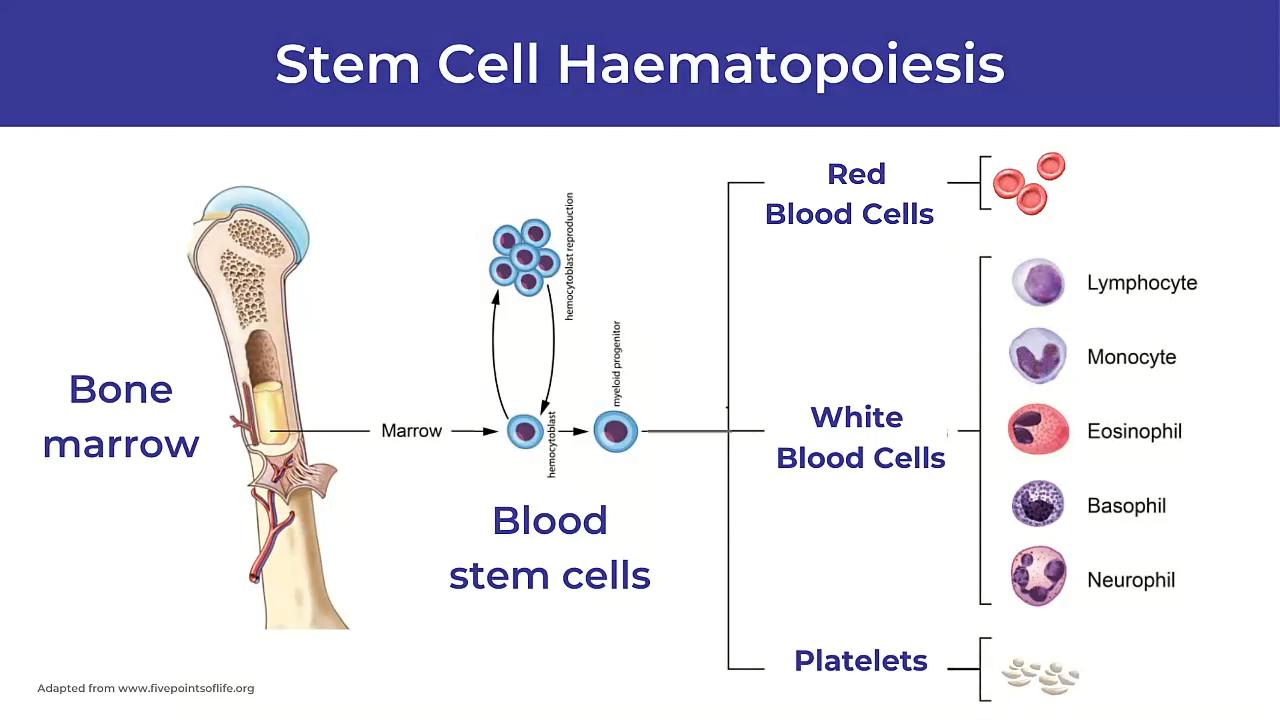 Stem Cell Haematopoiesis
Bone
marrow
Marrow
hemocytoblast reproduction
hemocytoblast
myeloid progenitor
Blood
stem cells
Red
Blood Cells
White
Blood Cells
Lymphocyte
Monocyte
Eosinophil
Basophil
Neurophil
Platelets
Adapted from www.fivepointsoflife.org